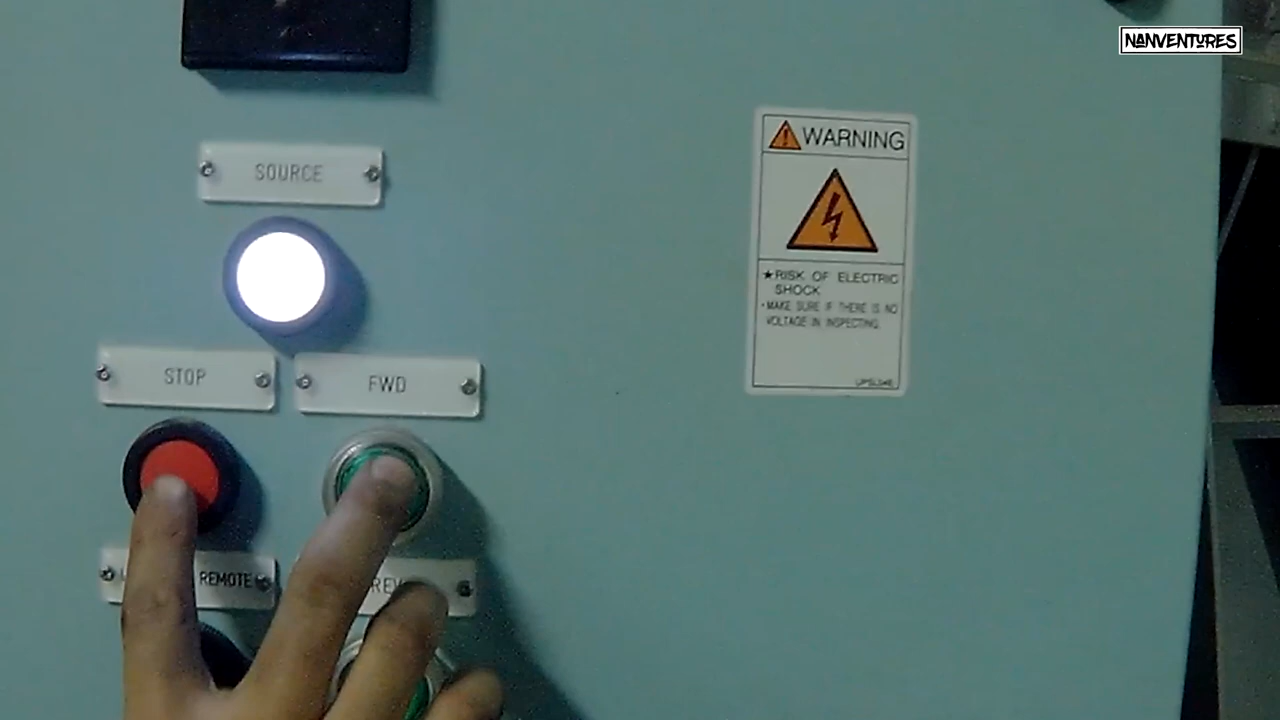 NANVENTURES
SOURCE
WARNING
★RISK OF ELECTRIC
SHOCK
•MAKE SURE IF THERE IS NO
VOLTAGE IN INSPECTING.
STOP
FWD
REMOTE
REV